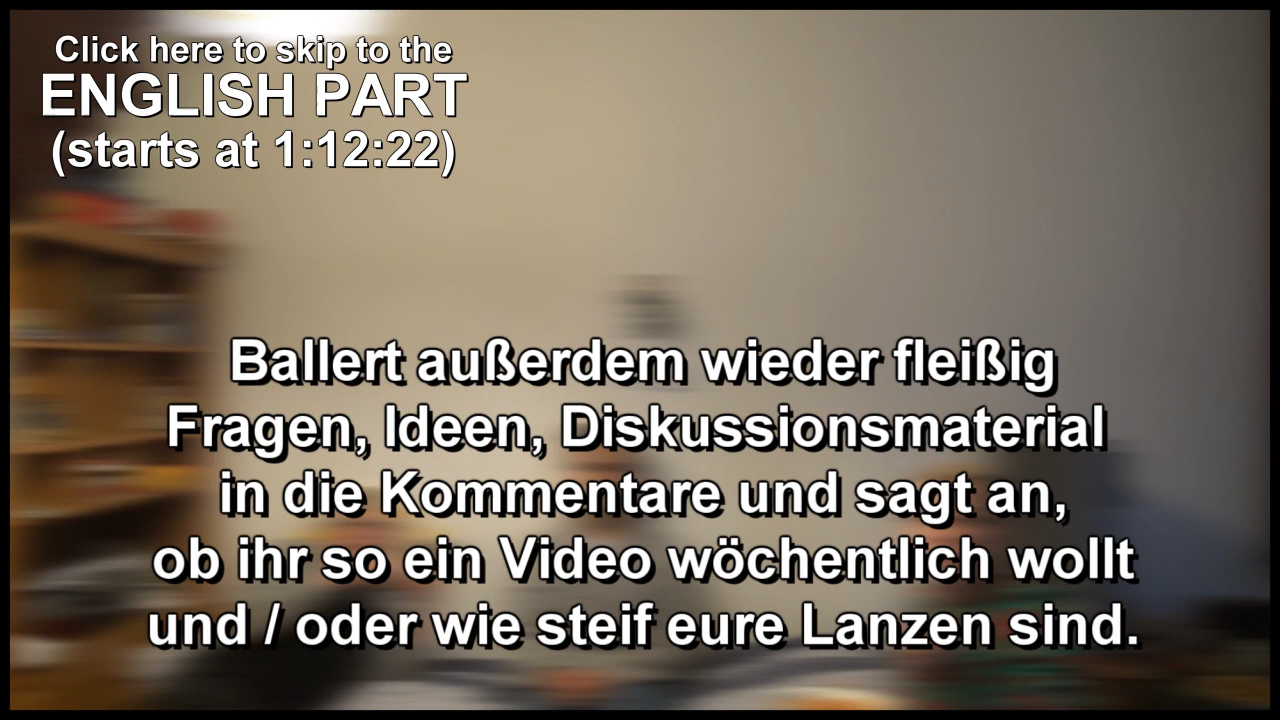 Click here to skip to the
ENGLISH PART
(starts at 1:12:22)
Ballert außerdem wieder fleißig
Fragen, Ideen, Diskussionsmaterial
in die Kommentare und sagt an,
ob ihr so ein Video wöchentlich wollt
und / oder wie steif eure Lanzen sind.